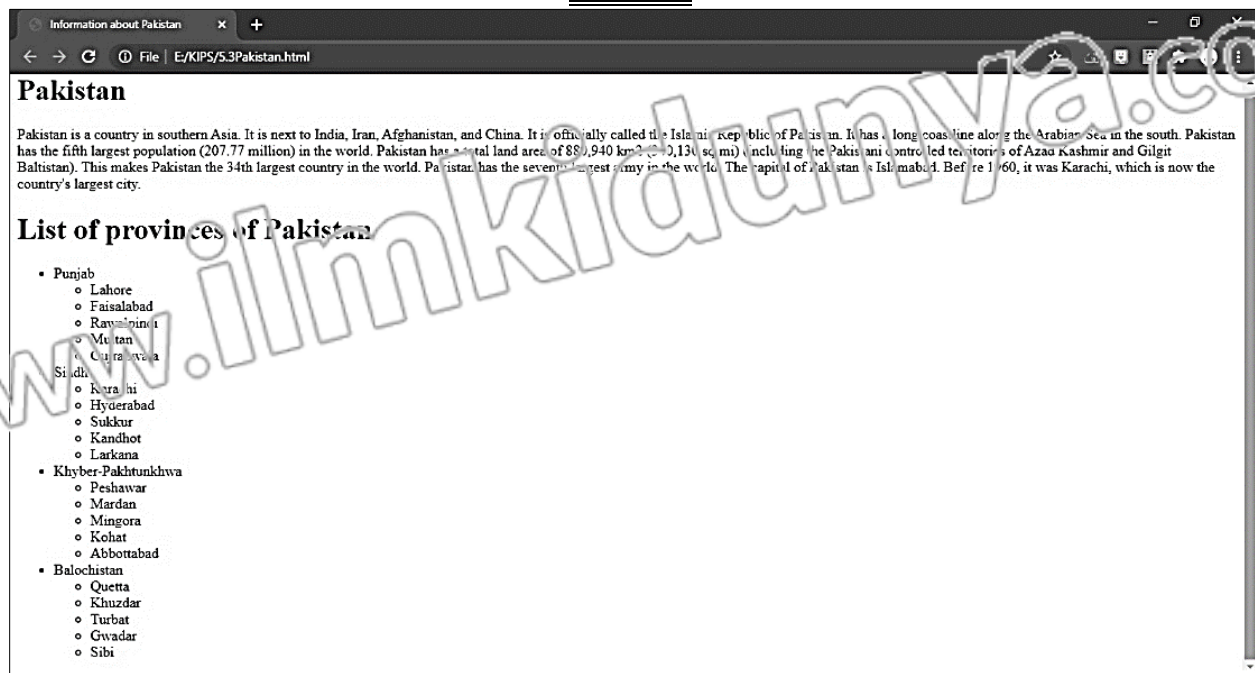 Information about Pakistan
File | E:/KIPS/5.3Pakistan.html
Pakistan
Pakistan is a country in southern Asia. It is next to India, Iran, Afghanistan, and China. It is officially called the Islamic Republic of Pakistan. It has a long coastline along the Arabian Sea in the south. Pakistan
has the fifth largest population (207.77 million) in the world. Pakistan has a total land area of 880,940 km2 (340,130 sq mi) (including the Pakistani controlled territories of Azad Kashmir and Gilgit
Baltistan). This makes Pakistan the 34th largest country in the world. Pakistan has the seventh largest army in the world. The capital of Pakistan is Islamabad. Before 1960, it was Karachi, which is now the
country's largest city.
List of provinces of Pakistan
Punjab
Lahore
Faisalabad
Rawalpindi
Multan
Gujranwala
Sindh
Karachi
Hyderabad
Sukkur
Kandhot
Larkana
Khyber-Pakhtunkhwa
Peshawar
Mardan
Mingora
Kohat
Abbottabad
Balochistan
Quetta
Khuzdar
Turbat
Gwadar
Sibi
www.ilmkidunya.co